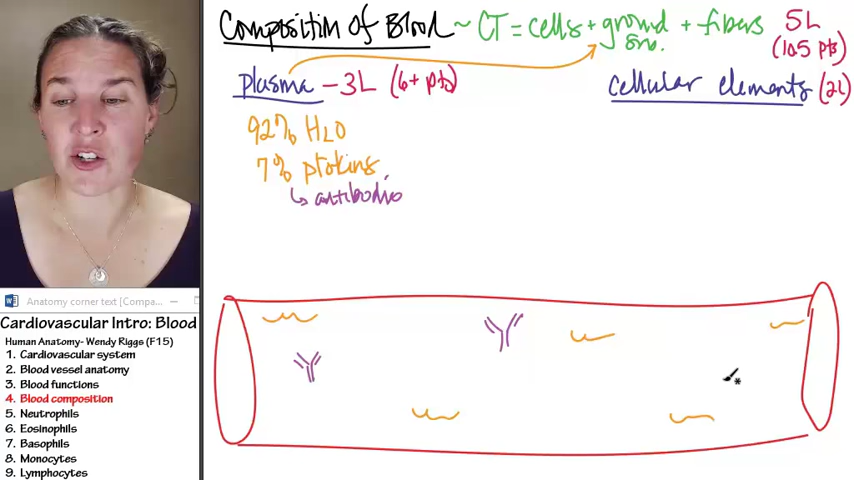 Composition of Blood ~ CT = cells + ground + fibers 5L
sns. (10.5 pts)
plasma - 3L (6+ pts) cellular elements (2L)
92% H2O
7% proteins
↳ antibodies
Anatomy corner text [Compa...
Cardiovascular Intro: Blood
Human Anatomy- Wendy Riggs (F15)
1. Cardiovascular system
2. Blood vessel anatomy
3. Blood functions
4. Blood composition
5. Neutrophils
6. Eosinophils
7. Basophils
8. Monocytes
9. Lymphocytes